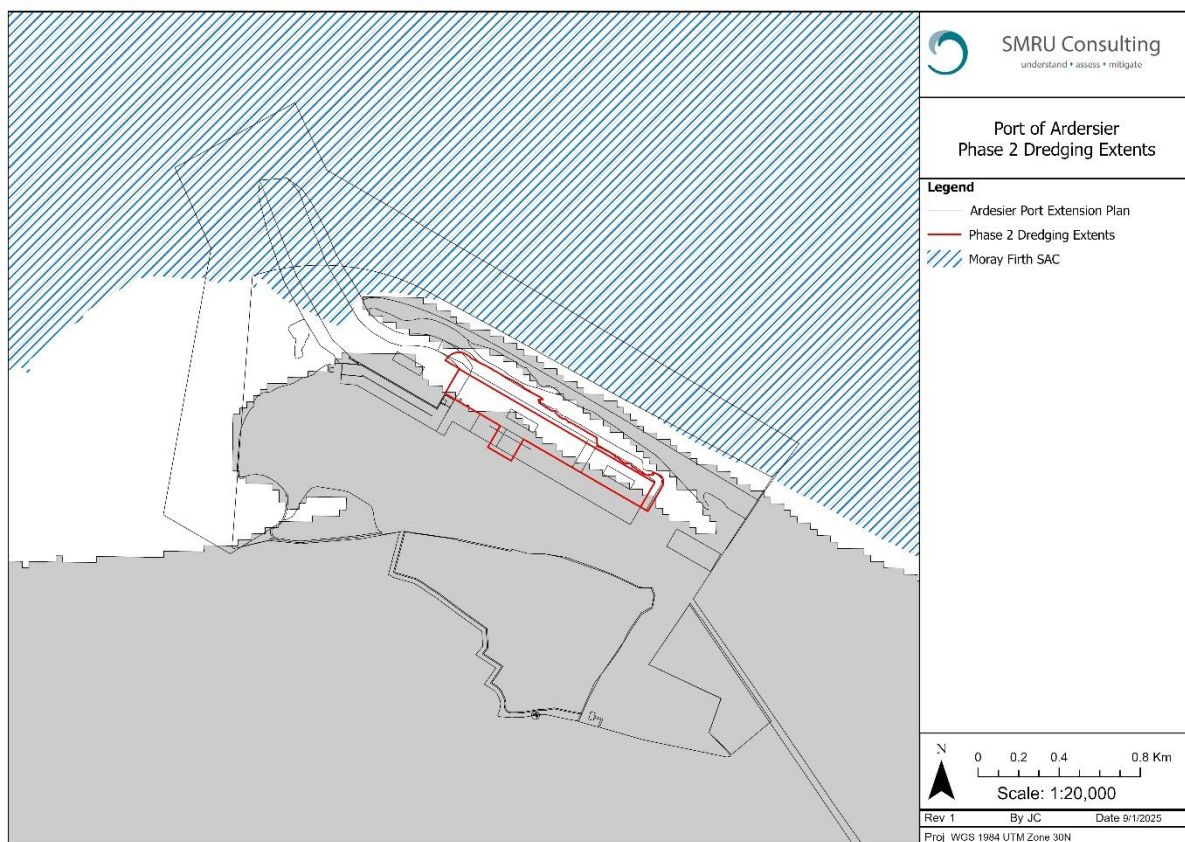 SMRU Consulting
understand • assess • mitigate
Port of Ardersier
Phase 2 Dredging Extents
Legend
Ardesier Port Extension Plan
Phase 2 Dredging Extents
Moray Firth SAC
N
0 0.2 0.4 0.8 Km
Scale: 1:20,000
Rev 1 By JC Date 9/1/2025
Proj WGS 1984 UTM Zone 30N